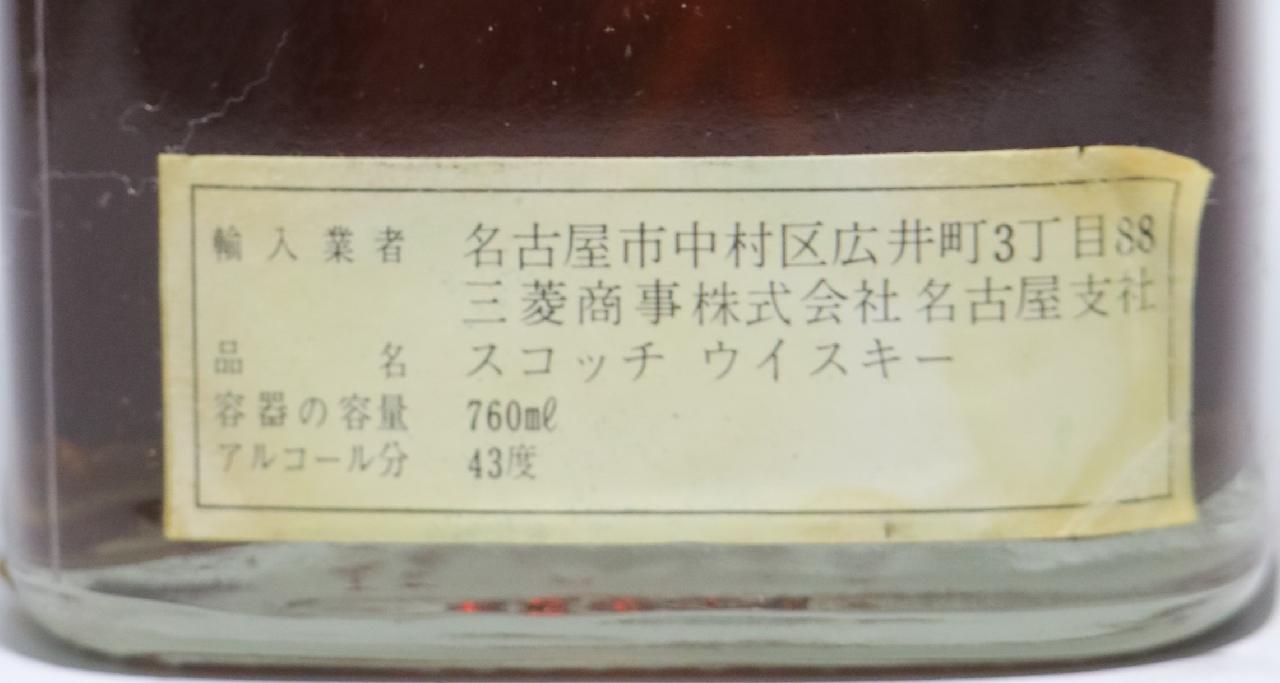 輸入業者 名古屋市中村区広井町3丁目88
三菱商事株式会社 名古屋支社
品名 スコッチ ウイスキー
容器の容量 760mℓ
アルコール分 43度